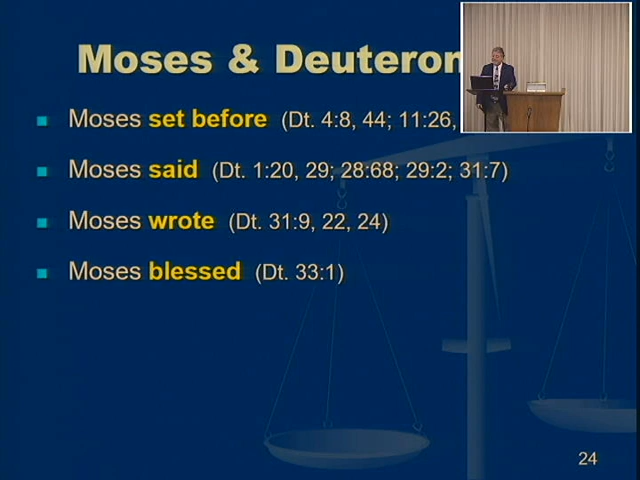 Moses & Deuteron
Moses set before (Dt. 4:8, 44; 11:26,
Moses said (Dt. 1:20, 29; 28:68; 29:2; 31:7)
Moses wrote (Dt. 31:9, 22, 24)
Moses blessed (Dt. 33:1)
24